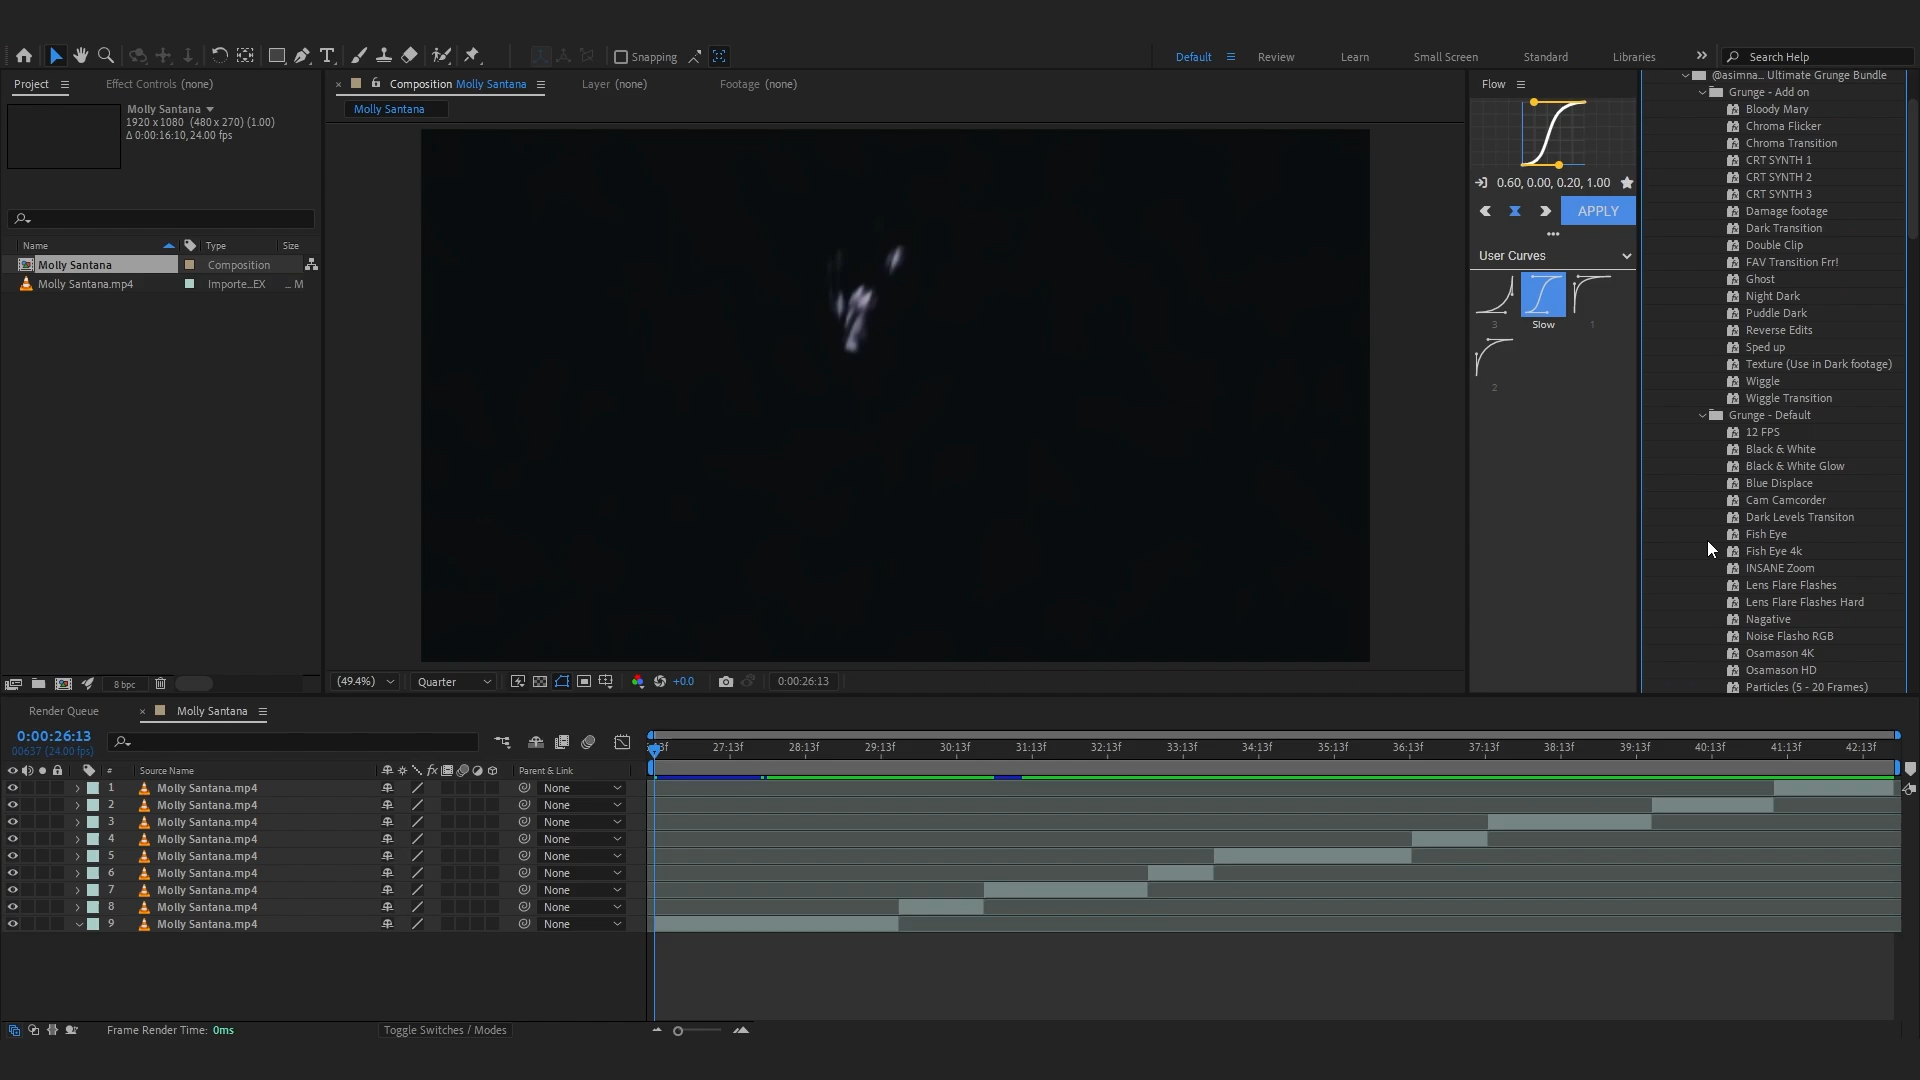 Snapping
Default
Review
Learn
Small Screen
Standard
Libraries
Search Help
Project
Effect Controls (none)
Composition Molly Santana
Layer (none)
Footage (none)
Flow
Molly Santana
1920 x 1080 (480 x 270) (1.00)
Δ 0:00:16:10, 24.00 fps
Molly Santana
Name
Type
Size
Molly Santana
Composition
Molly Santana.mp4
Importe...EX
... M
8 bpc
(49.4%)
Quarter
+0.0
0:00:26:13
0.60, 0.00, 0.20, 1.00
APPLY
User Curves
3
Slow
1
2
@asimna... Ultimate Grunge Bundle
Grunge - Add on
Bloody Mary
Chroma Flicker
Chroma Transition
CRT SYNTH 1
CRT SYNTH 2
CRT SYNTH 3
Damage footage
Dark Transition
Double Clip
FAV Transition Frr!
Ghost
Night Dark
Puddle Dark
Reverse Edits
Sped up
Texture (Use in Dark footage)
Wiggle
Wiggle Transition
Grunge - Default
12 FPS
Black & White
Black & White Glow
Blue Displace
Cam Camcorder
Dark Levels Transiton
Fish Eye
Fish Eye 4k
INSANE Zoom
Lens Flare Flashes
Lens Flare Flashes Hard
Nagative
Noise Flasho RGB
Osamason 4K
Osamason HD
Particles (5 - 20 Frames)
Render Queue
Molly Santana
0:00:26:13
00637 (24.00 fps)
27:13f
28:13f
29:13f
30:13f
31:13f
32:13f
33:13f
34:13f
35:13f
36:13f
37:13f
38:13f
39:13f
40:13f
41:13f
42:13f
#
Source Name
Parent & Link
1 Molly Santana.mp4 None
2 Molly Santana.mp4 None
3 Molly Santana.mp4 None
4 Molly Santana.mp4 None
5 Molly Santana.mp4 None
6 Molly Santana.mp4 None
7 Molly Santana.mp4 None
8 Molly Santana.mp4 None
9 Molly Santana.mp4 None
Frame Render Time: 0ms
Toggle Switches / Modes